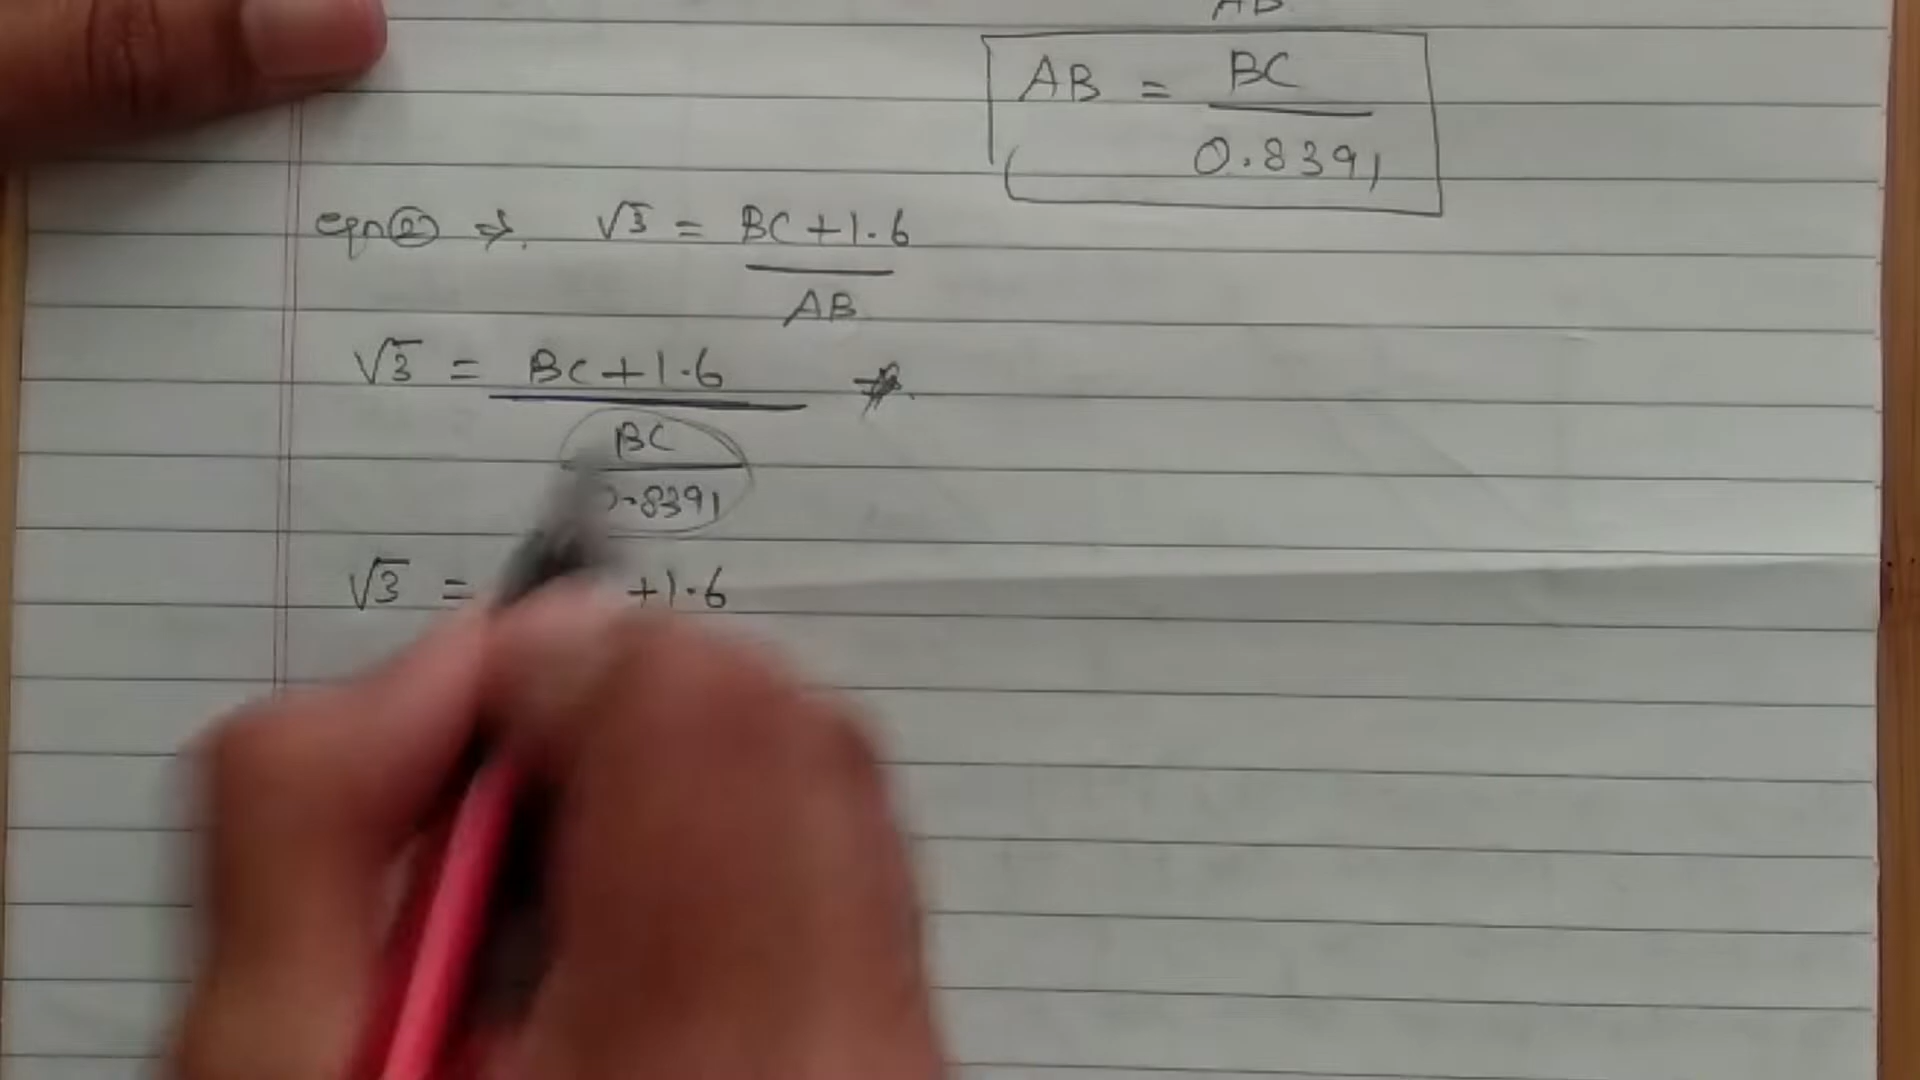 AB = BC
0.8391
eqn② ⇒ √3 = BC+1.6
AB
√3 = BC+1.6
BC
0.8391
√3 = +1.6